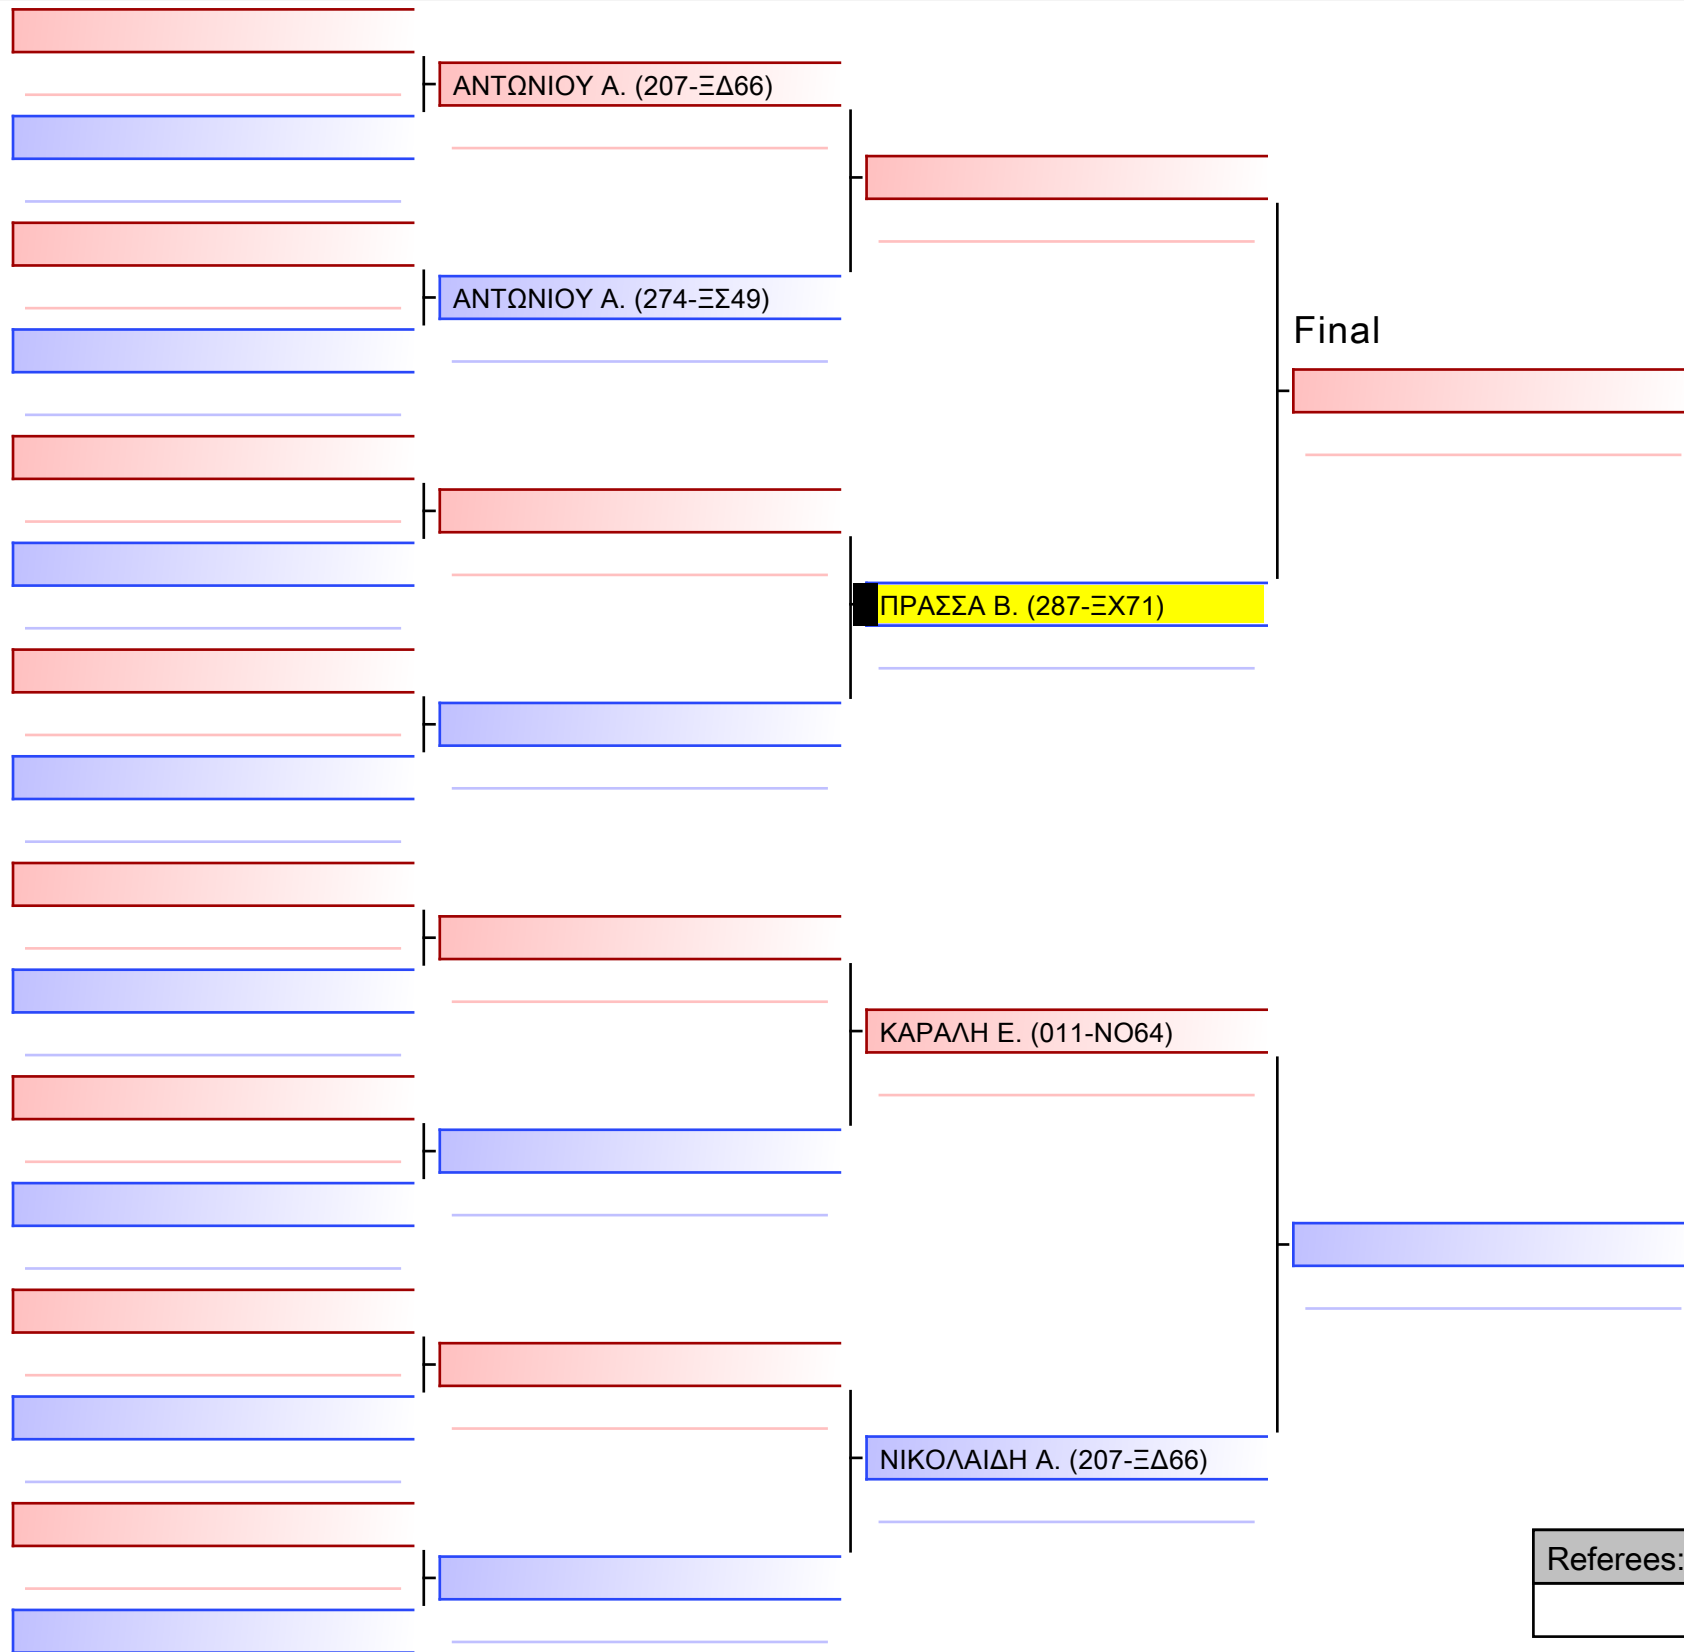 ΑΝΤΩΝΙΟΥ Α. (207-ΞΔ66)
ΑΝΤΩΝΙΟΥ Α. (274-ΞΣ49)
Final
ΠΡΑΣΣΑ Β. (287-ΞΧ71)
ΚΑΡΑΛΗ Ε. (011-ΝΟ64)
ΝΙΚΟΛΑΙΔΗ Α. (207-ΞΔ66)
Referees: